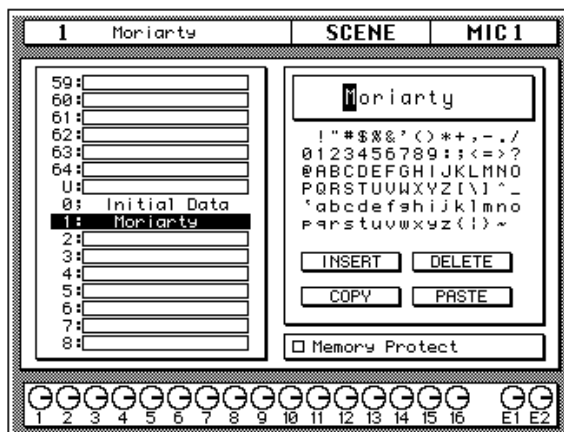 1 Moriarty SCENE MIC 1
59:
60:
61:
62:
63:
64:
U:
0; Initial Data
1: Moriarty
2:
3:
4:
5:
6:
7:
8:
Moriarty
!"#$%&'()*+,-./
0123456789:;<=>?
@ABCDEFGHIJKLMNO
PQRSTUVWXYZ[\]^_
'abcdefghijklmno
pqrstuvwxyz{|}~
INSERT DELETE
COPY PASTE
Memory Protect
1 2 3 4 5 6 7 8 9 10 11 12 13 14 15 16 E1 E2